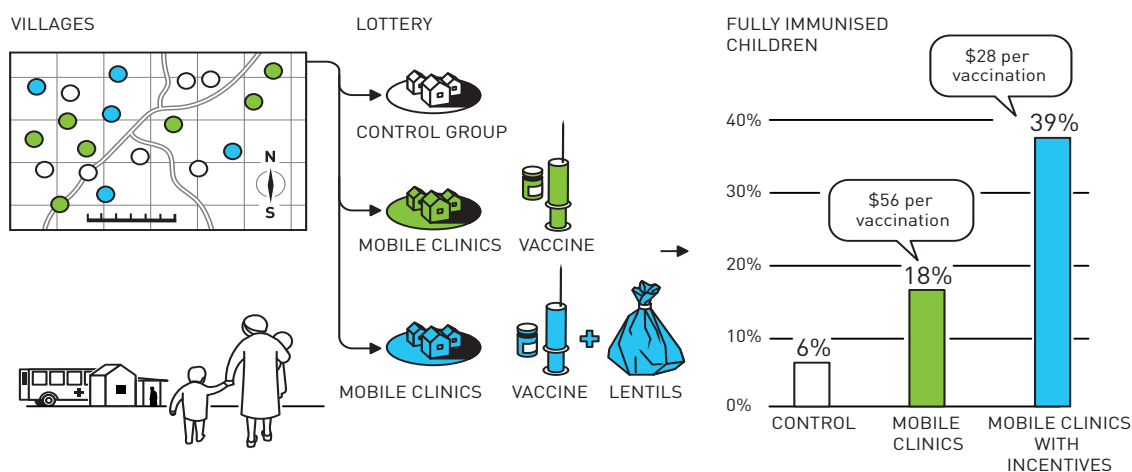 VILLAGES
N
S
LOTTERY
CONTROL GROUP
MOBILE CLINICS
VACCINE
MOBILE CLINICS
VACCINE
LENTILS
FULLY IMMUNISED
CHILDREN
$28 per
vaccination
$56 per
vaccination
40%
30%
20%
10%
0%
6%
18%
39%
CONTROL
MOBILE
CLINICS
MOBILE CLINICS
WITH
INCENTIVES